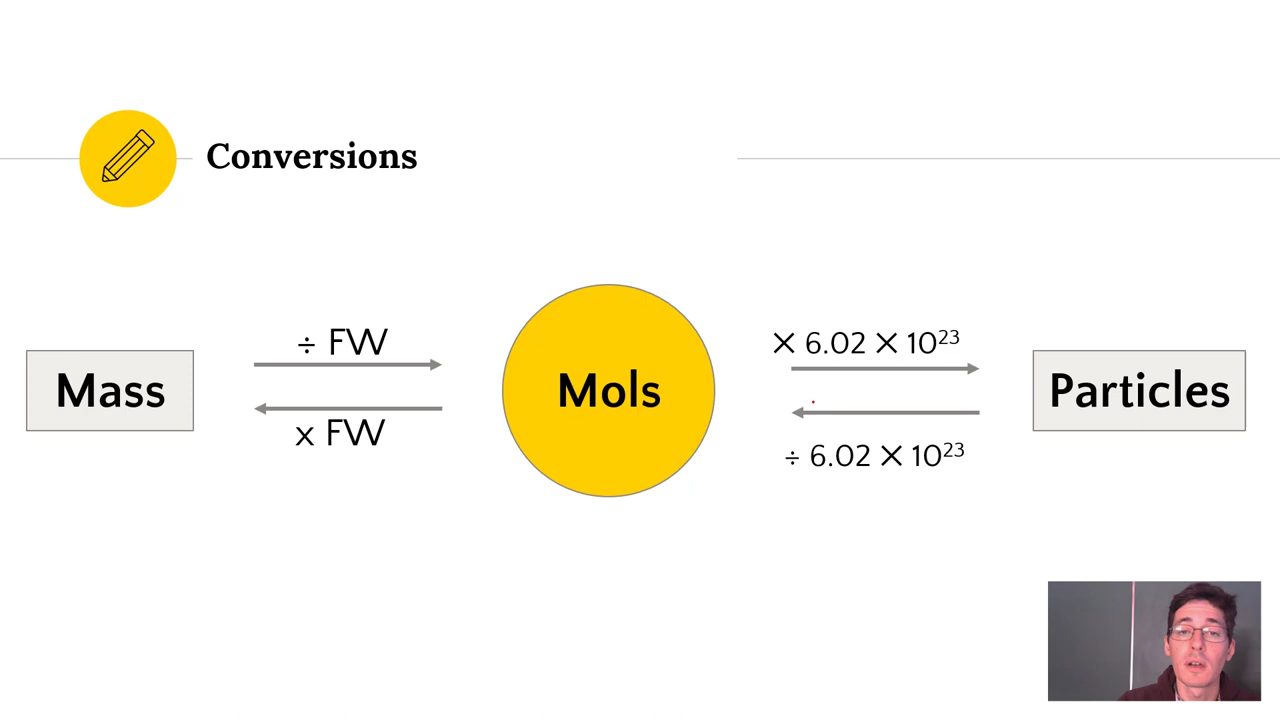 Conversions
÷ FW
× 6.02 × 10²³
Mass
Mols
Particles
x FW
÷ 6.02 × 10²³